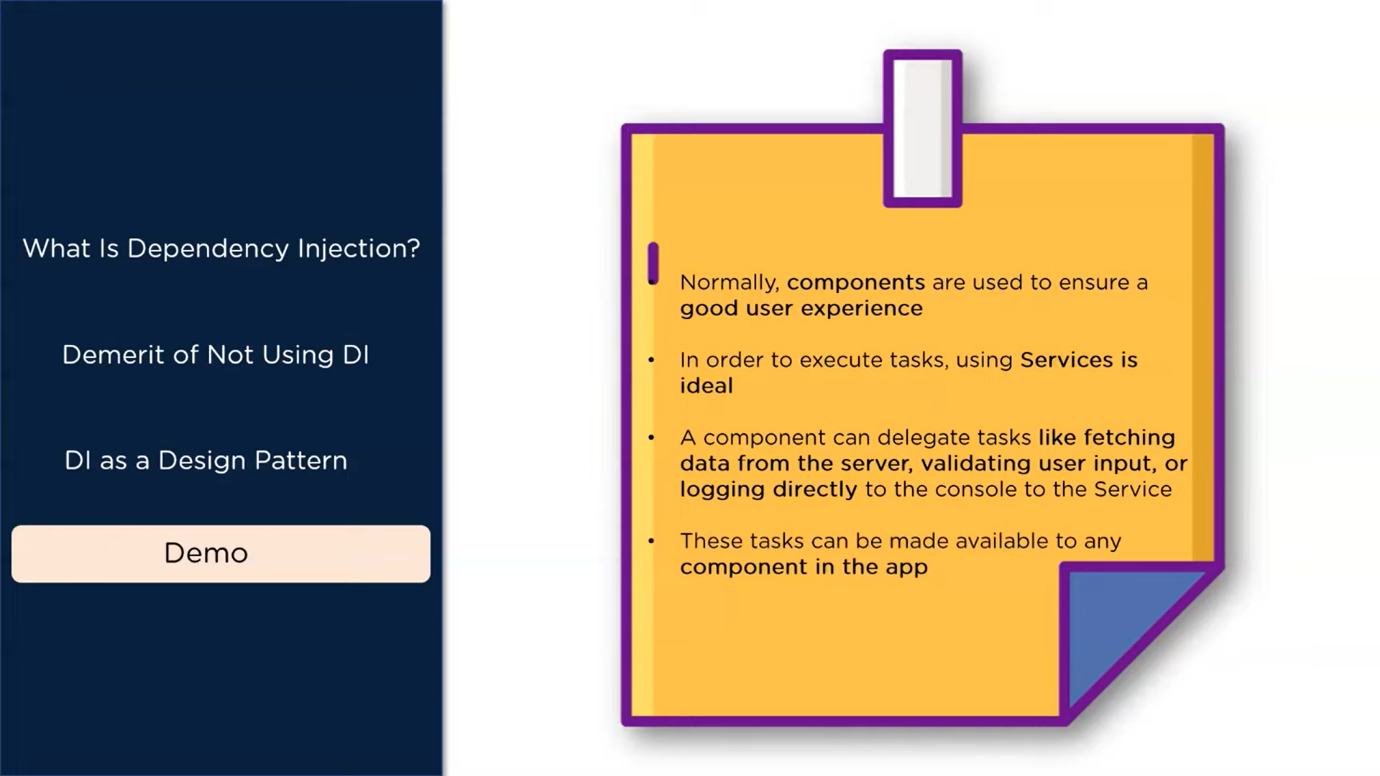 What Is Dependency Injection?
Demerit of Not Using DI
DI as a Design Pattern
Demo
Normally, components are used to ensure a
good user experience
• In order to execute tasks, using Services is
ideal
• A component can delegate tasks like fetching
data from the server, validating user input, or
logging directly to the console to the Service
• These tasks can be made available to any
component in the app